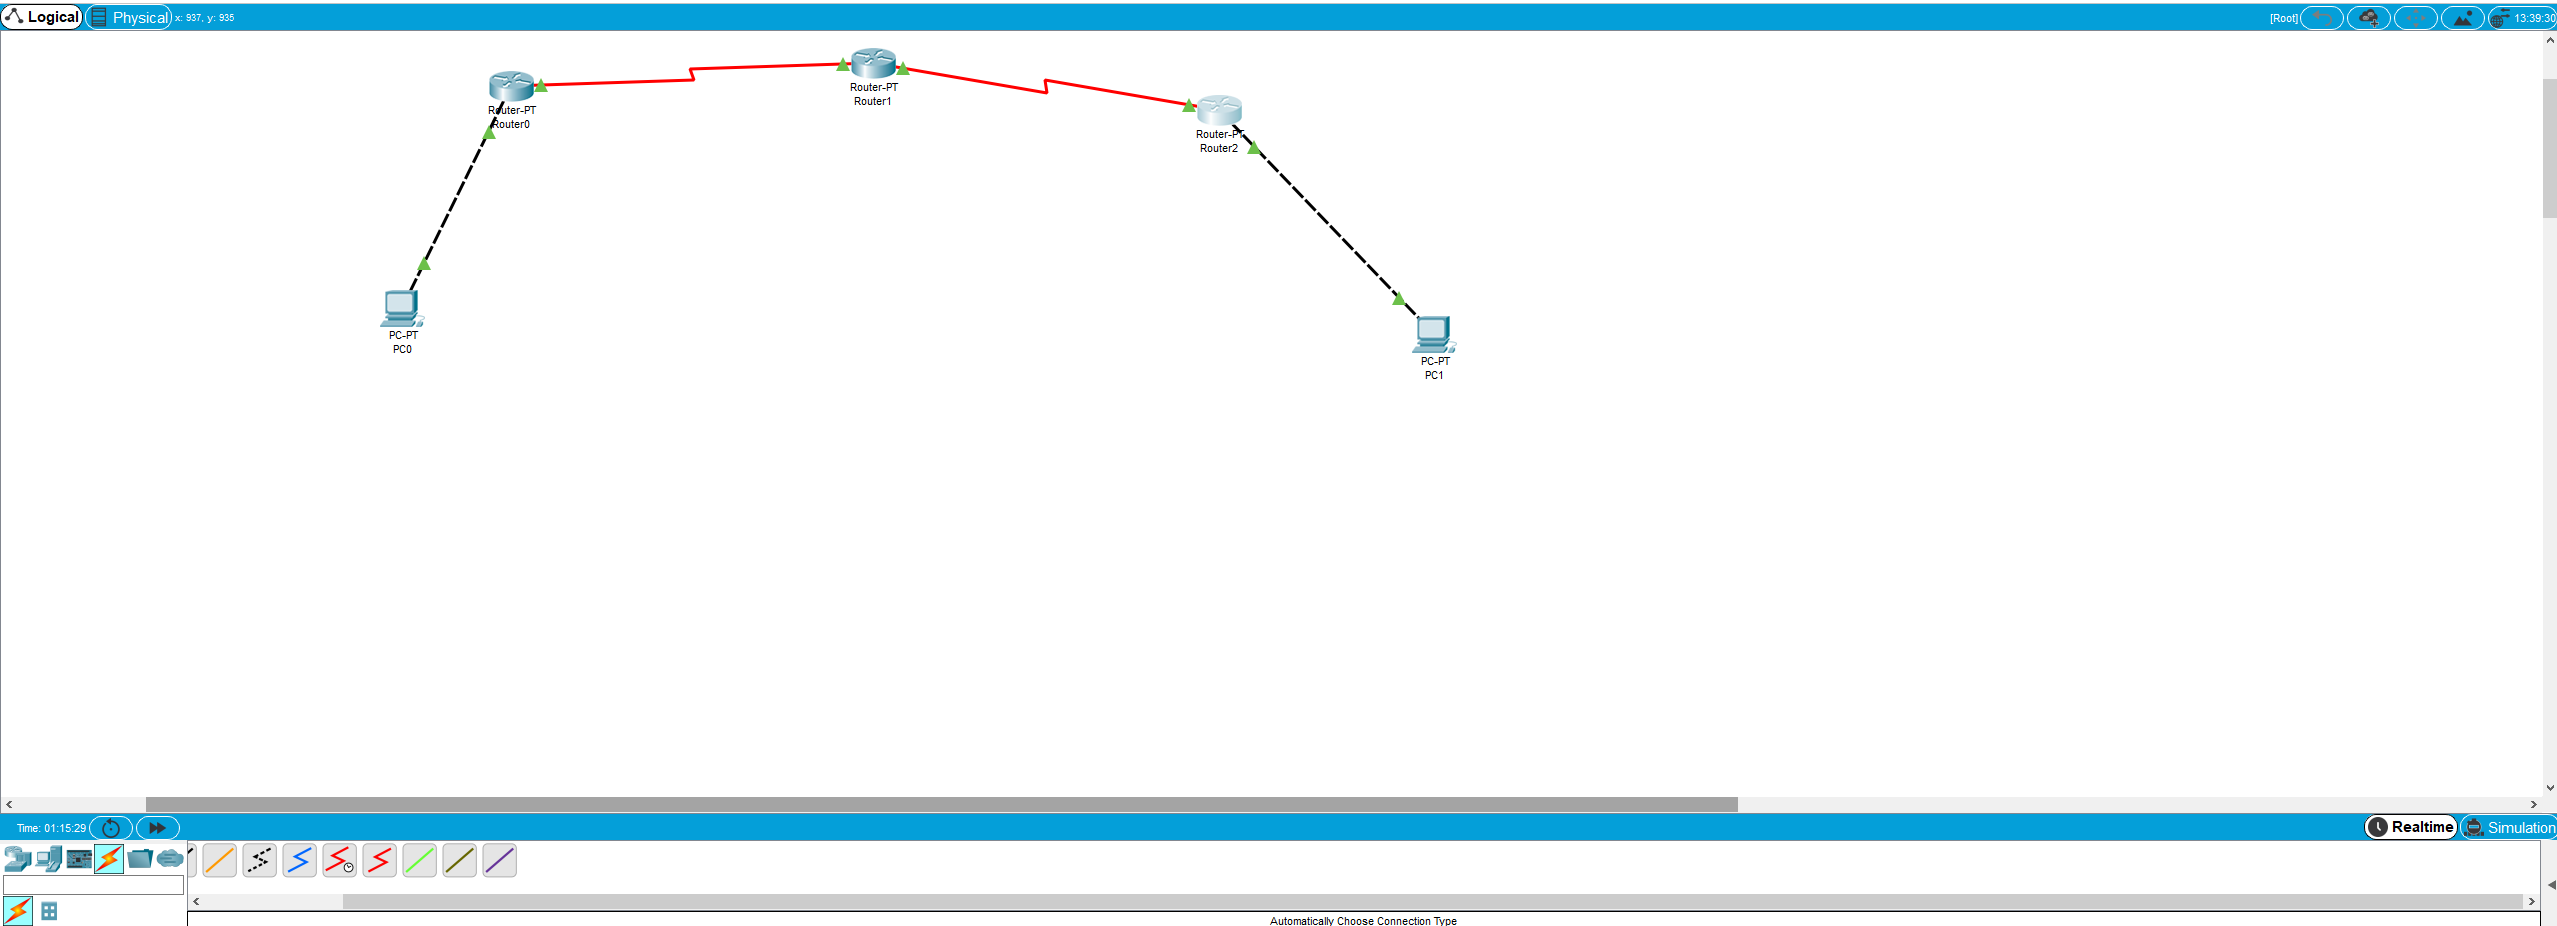 Logical
Physical
x: 937, y: 935
[Root]
13:39:30
Router-PT
Router0
Router-PT
Router1
Router-PT
Router2
PC-PT
PC0
PC-PT
PC1
Time: 01:15:29
Realtime
Simulation
Automatically Choose Connection Type